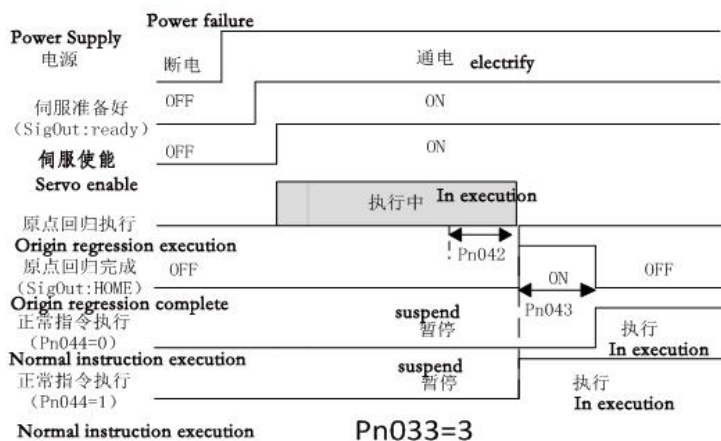 Power failure
Power Supply
电源
断电
通电 electrify
伺服准备好
(SigOut:ready)
OFF
ON
伺服使能
OFF
ON
Servo enable
执行中 In execution
原点回归执行
Pn042
Origin regression execution
原点回归完成
(SigOut:HOME)
OFF
ON
OFF
Pn043
Origin regression complete
正常指令执行
(Pn044=0)
suspend
暂停
执行
In execution
Normal instruction execution
正常指令执行
(Pn044=1)
suspend
暂停
执行
In execution
Normal instruction execution
Pn033=3